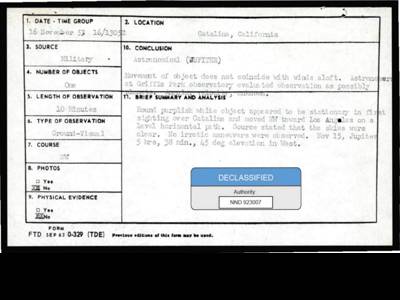 1. DATE - TIME GROUP
16 November 57 16/1305Z
2. LOCATION
Catalina, California
3. SOURCE
Military
10. CONCLUSION
Astronomical (JUPITER)
4. NUMBER OF OBJECTS
One
Movement of object does not coincide with winds aloft. Astronomers
at Griffis Park observatory evaluated observation as possibly
5. LENGTH OF OBSERVATION
10 Minutes
11. BRIEF SUMMARY AND ANALYSIS
Round purplish white object appeared to be stationary in first
sighting over Catalina and moved NW toward Los Angeles on a
level horizontal path. Source stated that the skies were
clear. No irratic maneuvers were observed. Nov 15, Jupiter
5 hrs, 38 min., 45 deg elevation in West.
6. TYPE OF OBSERVATION
Ground-Visual
7. COURSE
NW
8. PHOTOS
□ Yes
No
9. PHYSICAL EVIDENCE
□ Yes
No
DECLASSIFIED
Authority
NND 923007
FORM
FTD SEP 63 0-329 (TDE) Previous editions of this form may be used.